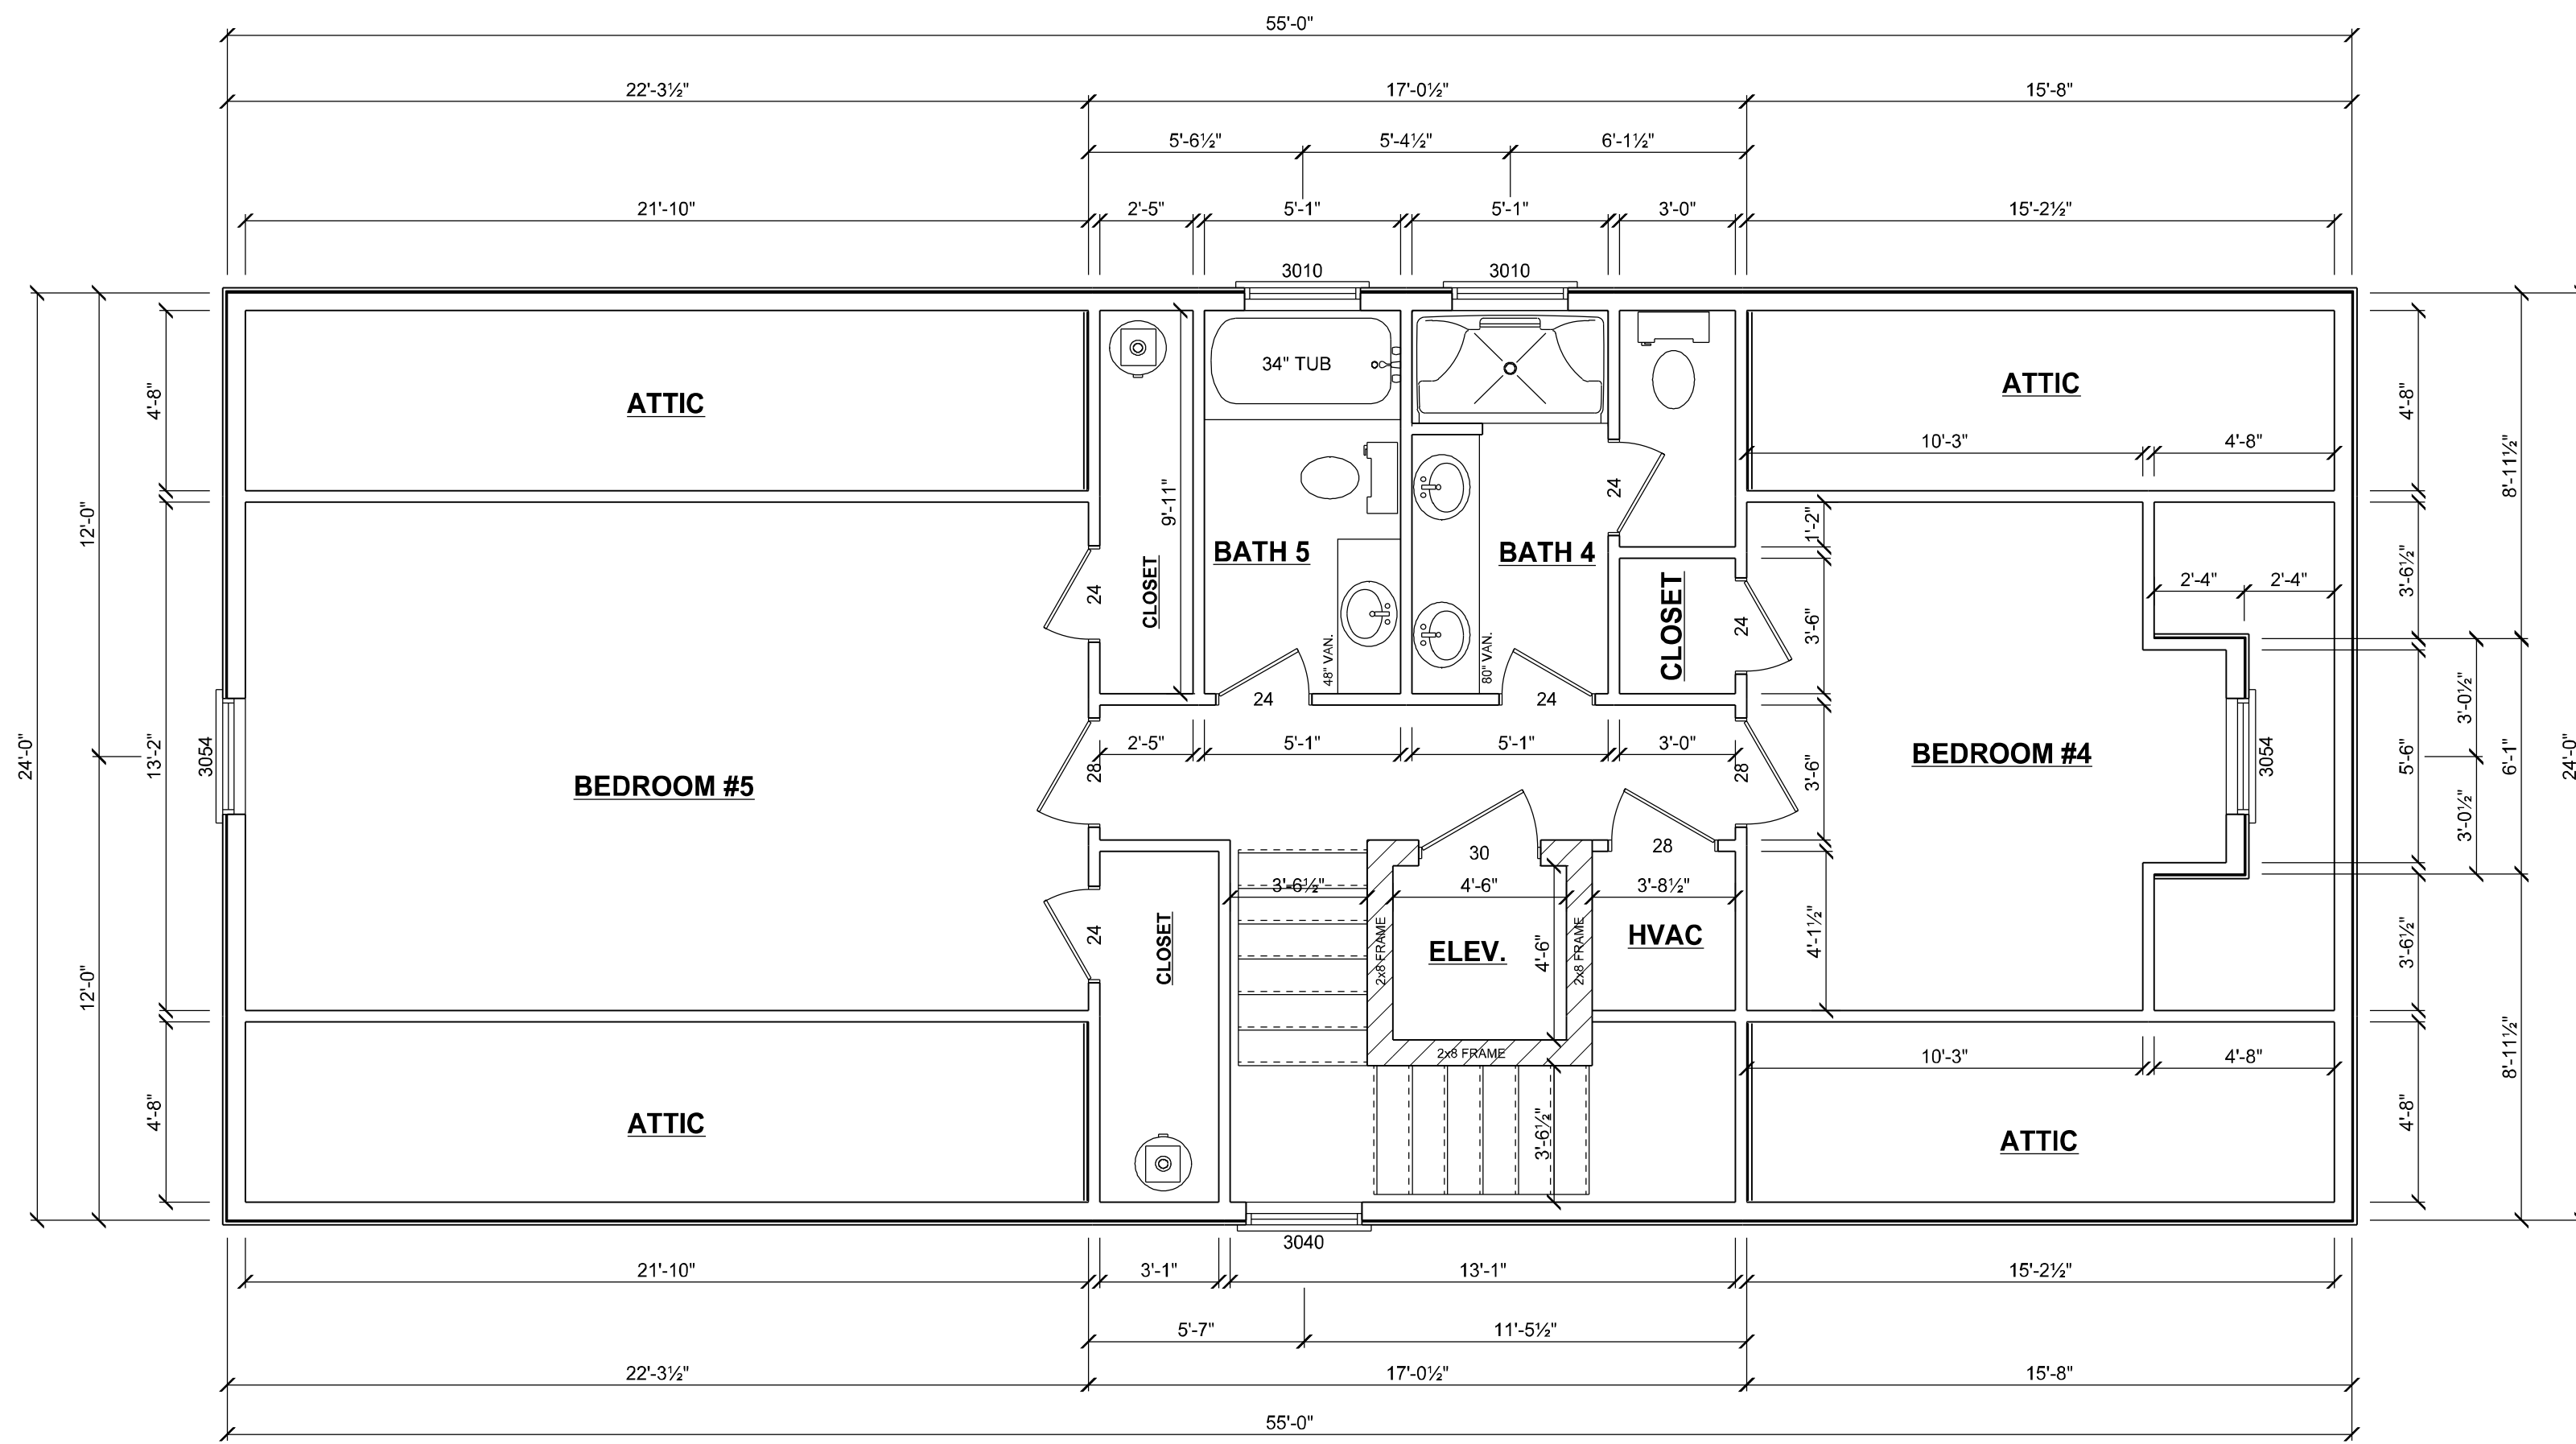 55'-0"
22'-3½" 17'-0½" 15'-8"
5'-6½" 5'-4½" 6'-1½"
21'-10" 2'-5" 5'-1" 5'-1" 3'-0" 15'-2½"
3010 3010
34" TUB
ATTIC
ATTIC
4'-8"
4'-8"
10'-3" 4'-8"
8'-11½"
24
9'-11"
12'-0"
1'-2"
BATH 5
BATH 4
CLOSET
24
3'-6½"
2'-4" 2'-4"
CLOSET
24
3'-6"
48" VAN.
80" VAN.
24
24
3'-0½"
24'-0"
13'-2"
3054
BEDROOM #5
28
2'-5" 5'-1" 5'-1" 3'-0"
28
3'-6"
BEDROOM #4
3054
5'-6"
6'-1"
24'-0"
3'-0½"
30
28
3'-6½" 4'-6" 3'-8½"
24
CLOSET
2x8 FRAME
ELEV.
4'-6"
2x8 FRAME
HVAC
4'-1½"
3'-6½"
12'-0"
2x8 FRAME
10'-3" 4'-8"
8'-11½"
4'-8"
ATTIC
3'-6½"
ATTIC
4'-8"
3040
21'-10" 3'-1" 13'-1" 15'-2½"
5'-7" 11'-5½"
22'-3½" 17'-0½" 15'-8"
55'-0"